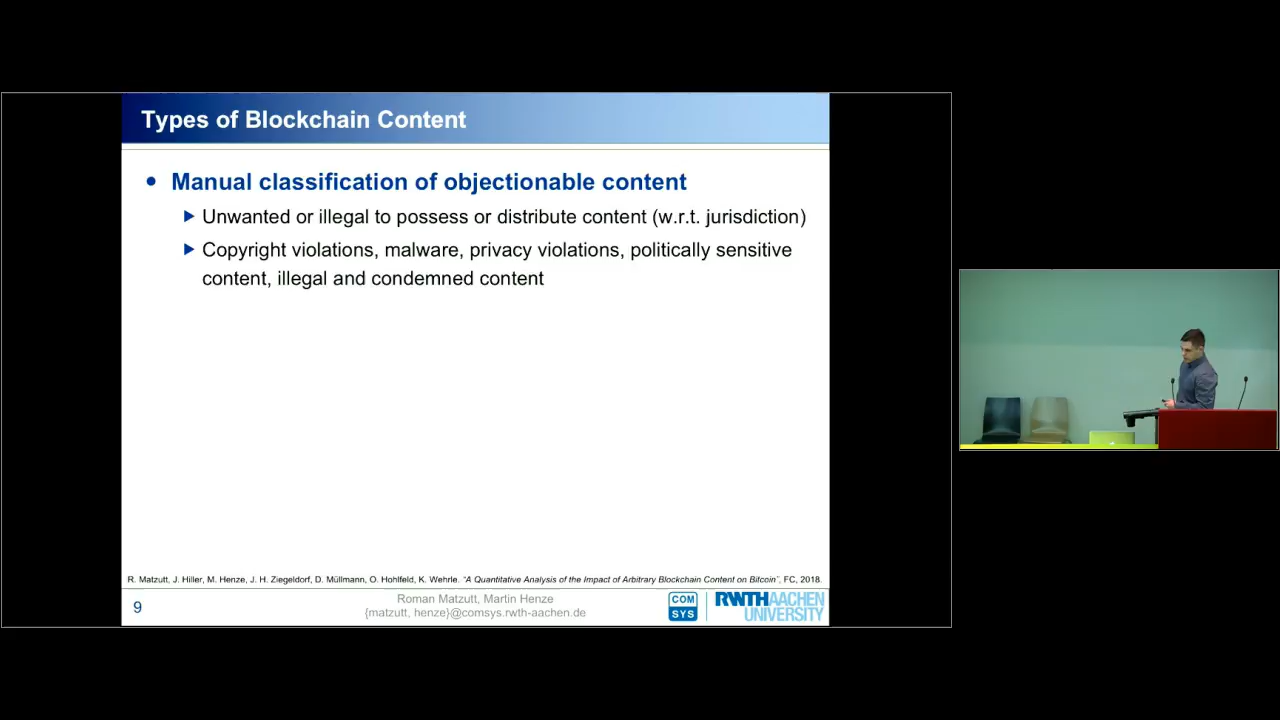 Types of Blockchain Content
Manual classification of objectionable content
Unwanted or illegal to possess or distribute content (w.r.t. jurisdiction)
Copyright violations, malware, privacy violations, politically sensitive
content, illegal and condemned content
R. Matzutt, J. Hiller, M. Henze, J. H. Ziegeldorf, D. Müllmann, O. Hohlfeld, K. Wehrle. "A Quantitative Analysis of the Impact of Arbitrary Blockchain Content on Bitcoin", FC, 2018.
9
Roman Matzutt, Martin Henze
{matzutt, henze}@comsys.rwth-aachen.de
COM
SYS
RWTHAACHEN
UNIVERSITY